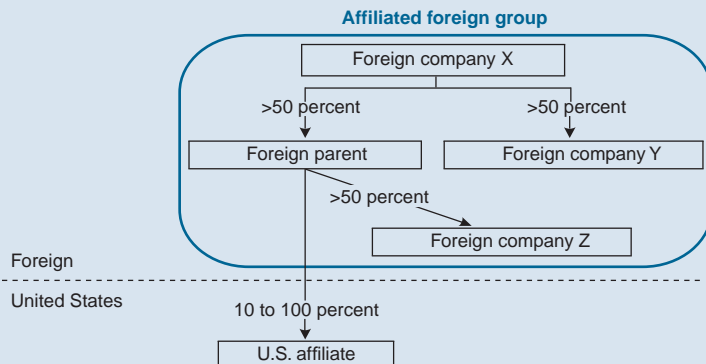 Affiliated foreign group
Foreign company X
>50 percent
>50 percent
Foreign parent
Foreign company Y
>50 percent
Foreign company Z
Foreign
United States
10 to 100 percent
U.S. affiliate